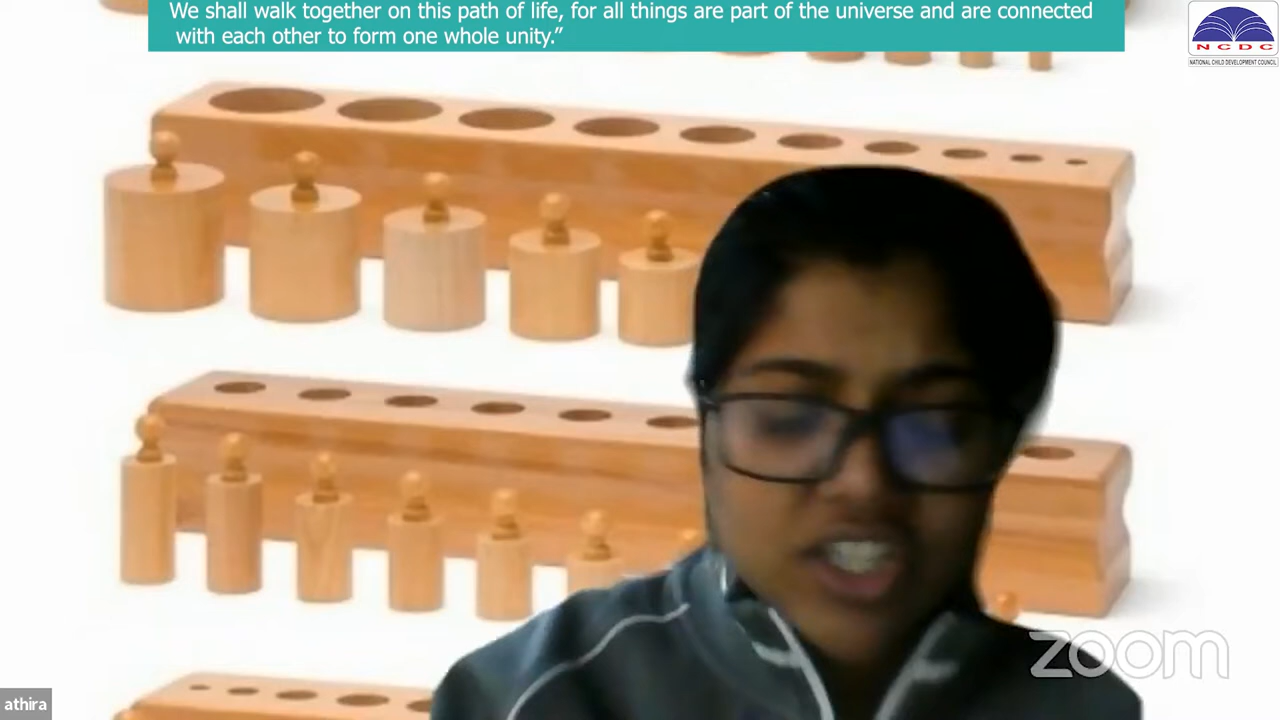 We shall walk together on this path of life, for all things are part of the universe and are connected
with each other to form one whole unity.”
NCDC
NATIONAL CHILD DEVELOPMENT COUNCIL
zoom
athira